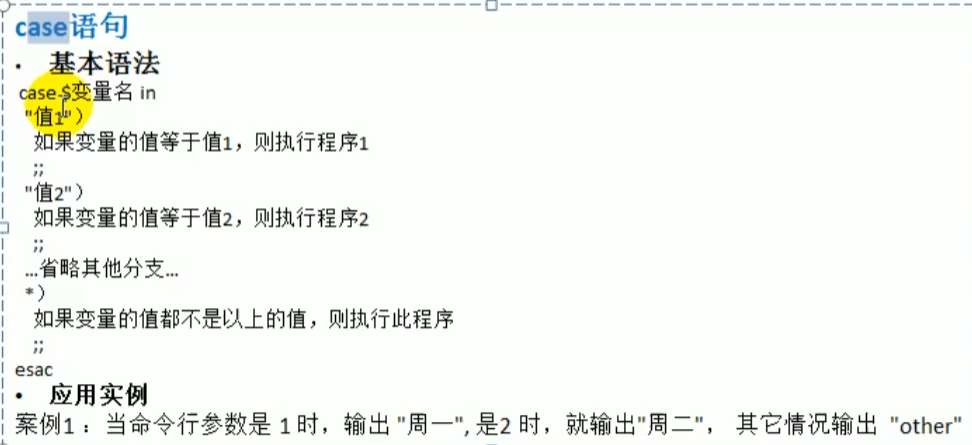 case语句
• 基本语法
case $变量名 in
"值1"）
如果变量的值等于值1，则执行程序1
;;
"值2"）
如果变量的值等于值2，则执行程序2
;;
…省略其他分支…
*）
如果变量的值都不是以上的值，则执行此程序
;;
esac
• 应用实例
案例1 ：当命令行参数是 1 时，输出 "周一", 是2 时，就输出"周二"， 其它情况输出 "other"